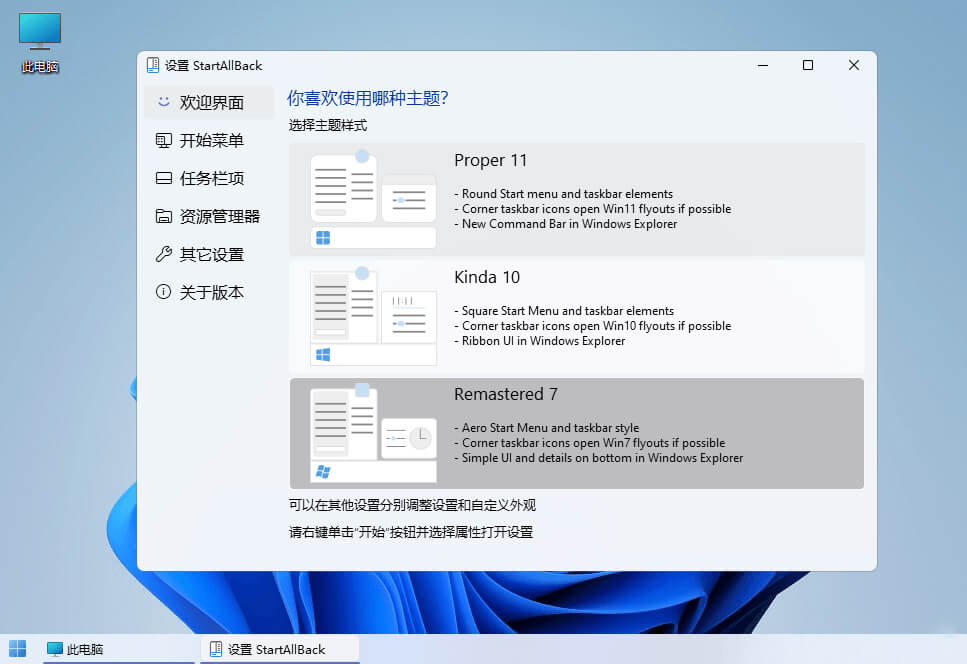 此电脑
设置 StartAllBack
欢迎界面
开始菜单
任务栏项
资源管理器
其它设置
关于版本
你喜欢使用哪种主题?
选择主题样式
Proper 11
- Round Start menu and taskbar elements
- Corner taskbar icons open Win11 flyouts if possible
- New Command Bar in Windows Explorer
Kinda 10
- Square Start Menu and taskbar elements
- Corner taskbar icons open Win10 flyouts if possible
- Ribbon UI in Windows Explorer
Remastered 7
- Aero Start Menu and taskbar style
- Corner taskbar icons open Win7 flyouts if possible
- Simple UI and details on bottom in Windows Explorer
可以在其他设置分别调整设置和自定义外观
请右键单击“开始”按钮并选择属性打开设置
此电脑
设置 StartAllBack